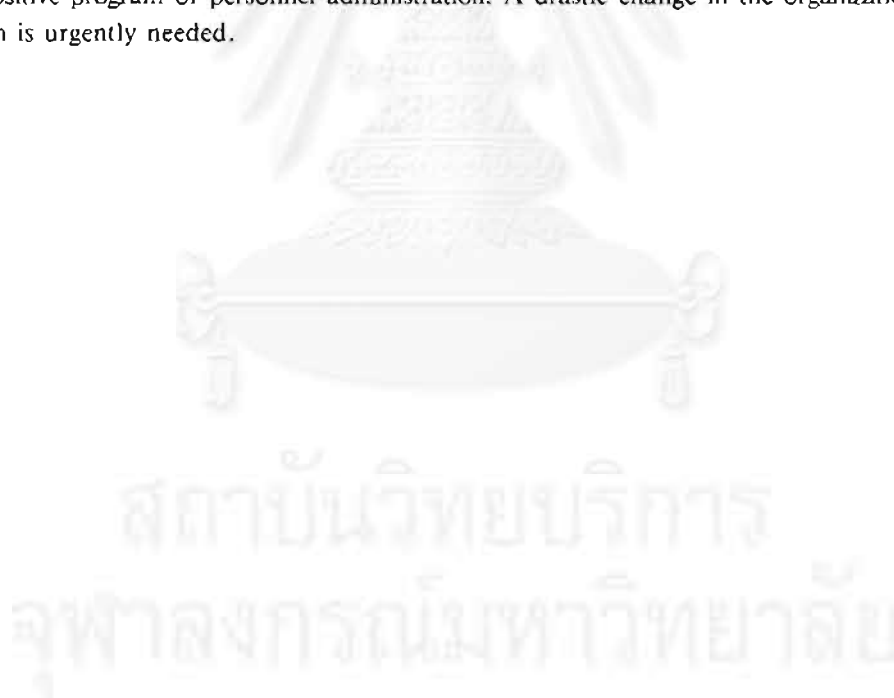 program of personnel administration. A drastic change in the
is urgently needed.
สถาบันวิทยบริการ
จุฬาลงกรณ์มหาวิทยาลัย